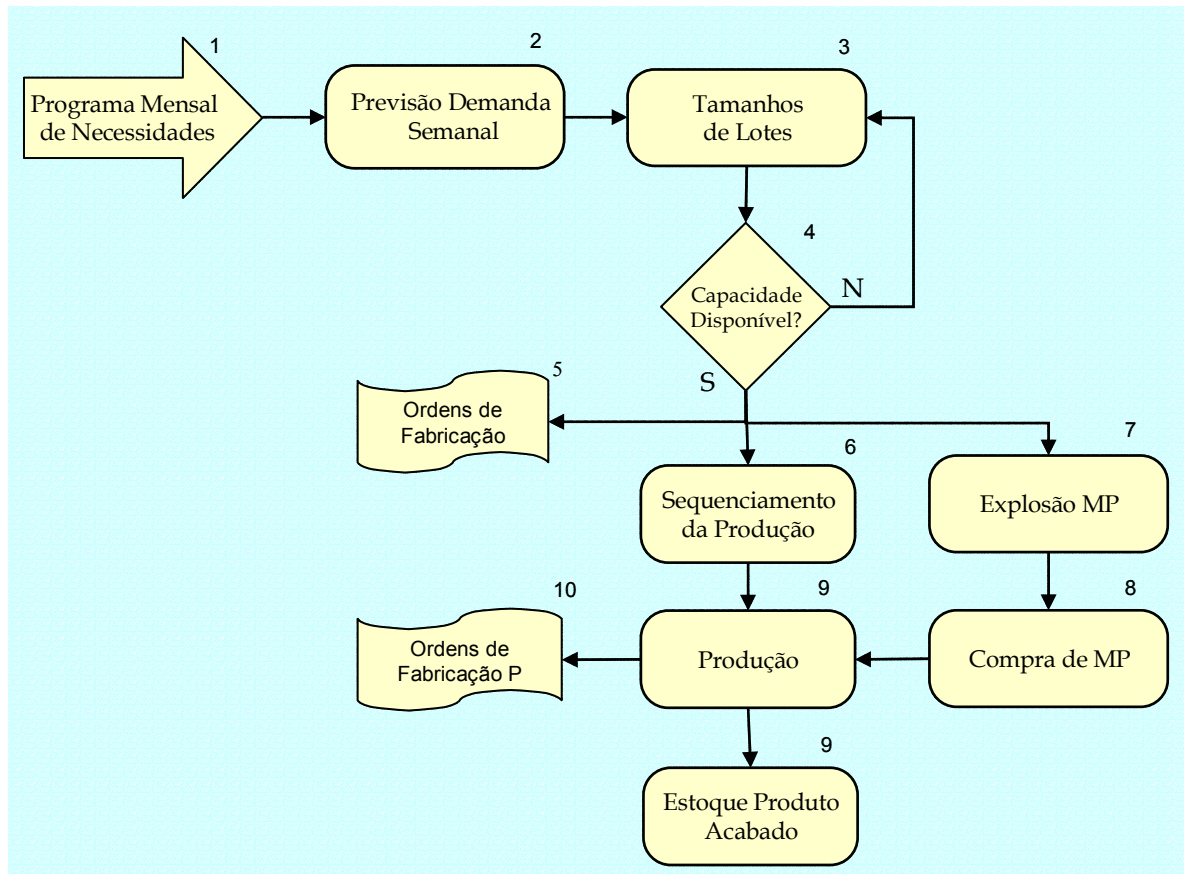 1
Programa Mensal
de Necessidades
2
Previsão Demanda
Semanal
3
Tamanhos
de Lotes
4
Capacidade
Disponível?
N
S
5
Ordens de
Fabricação
6
Sequenciamento
da Produção
7
Explosão MP
8
Compra de MP
9
Produção
10
Ordens de
Fabricação P
9
Estoque Produto
Acabado